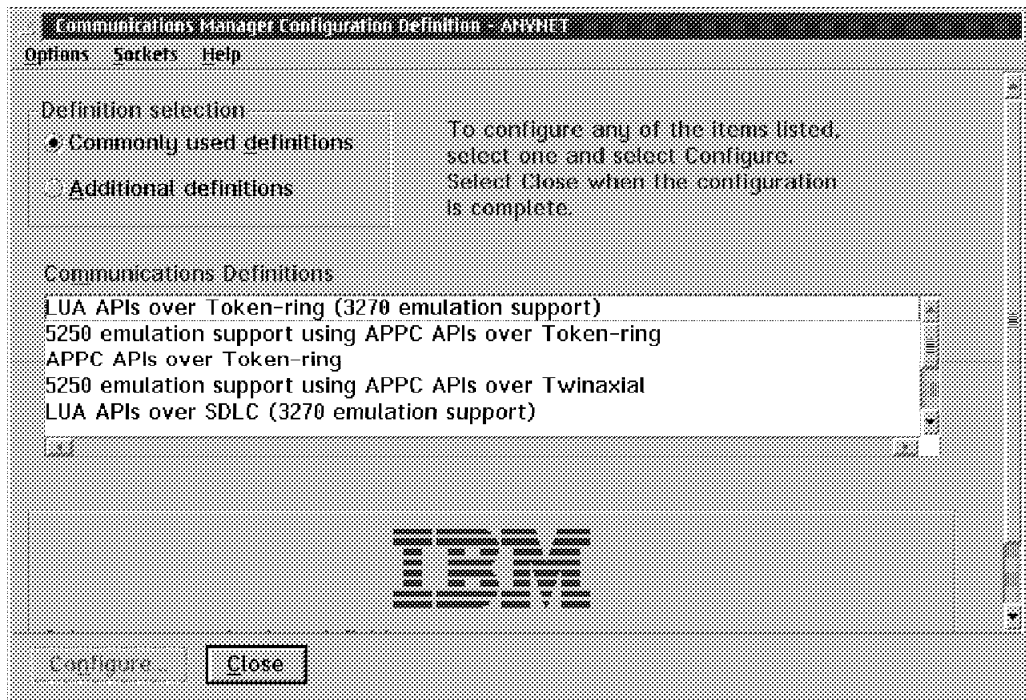 Communications Manager Configuration Definition - ANYNET
Options Sockets Help
Definition selection
Commonly used definitions
Additional definitions
To configure any of the items listed,
select one and select Configure.
Select Close when the configuration
is complete.
Communications Definitions
LUA APIs over Token-ring (3270 emulation support)
5250 emulation support using APPC APIs over Token-ring
APPC APIs over Token-ring
5250 emulation support using APPC APIs over Twinaxial
LUA APIs over SDLC (3270 emulation support)
IBM
Configure...
Close